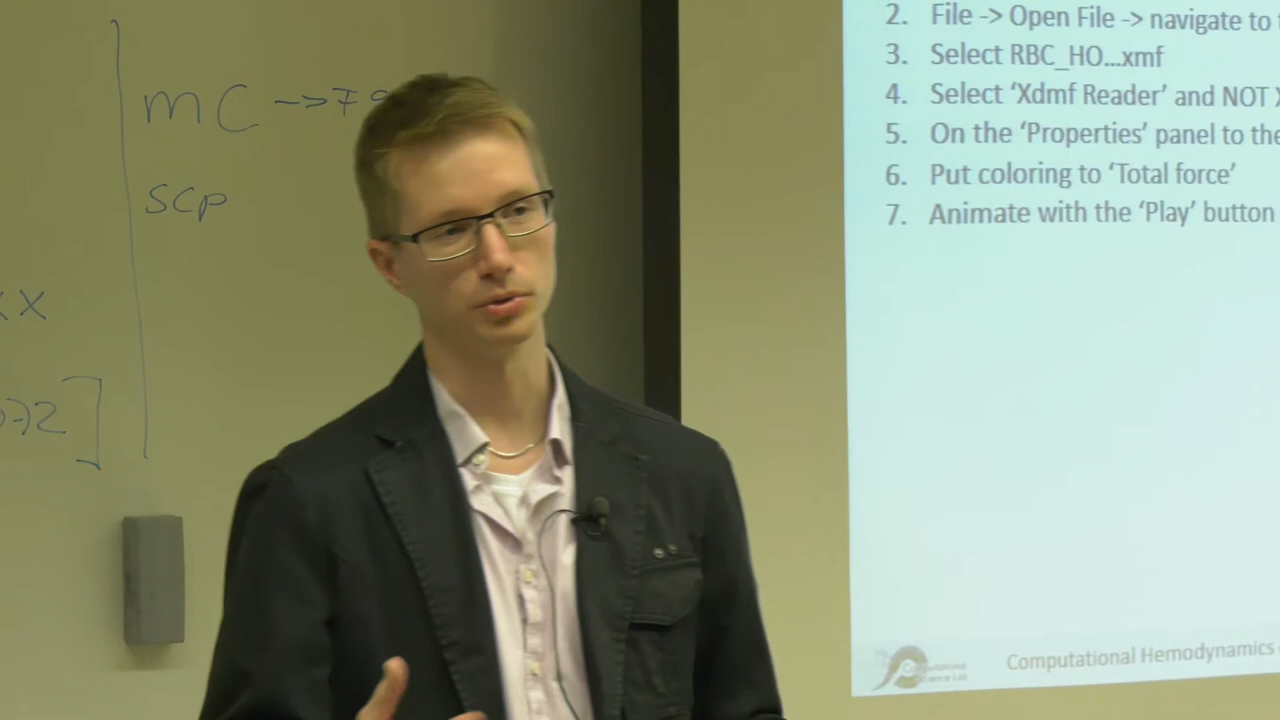 mC ->
scp
2. File -> Open File -> navigate to
3. Select RBC_HO...xmf
4. Select ‘Xdmf Reader’ and NOT
5. On the ‘Properties’ panel to the
6. Put coloring to ‘Total force’
7. Animate with the ‘Play’ button
Computational Hemodynamics